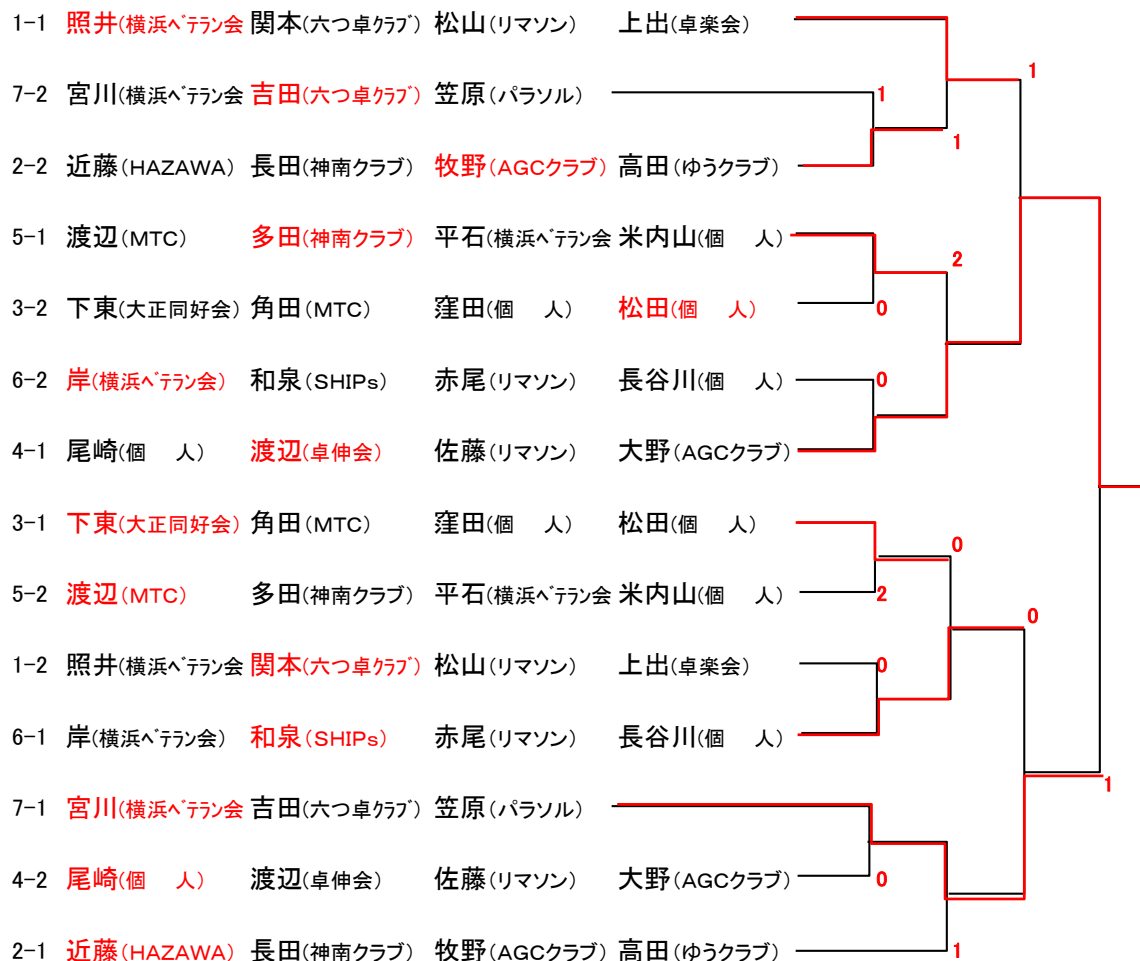 1-1 照井(横浜ﾍﾞﾃﾗﾝ会 関本(六つ卓ｸﾗﾌﾞ) 松山(リマソン) 上出(卓楽会)
1
7-2 宮川(横浜ﾍﾞﾃﾗﾝ会 吉田(六つ卓ｸﾗﾌﾞ) 笠原(パラソル) 1
1
2-2 近藤(HAZAWA) 長田(神南クラブ) 牧野(AGCクラブ) 高田(ゆうクラブ)
5-1 渡辺(MTC) 多田(神南クラブ) 平石(横浜ﾍﾞﾃﾗﾝ会 米内山(個 人)
2
3-2 下東(大正同好会) 角田(MTC) 窪田(個 人) 松田(個 人) 0
6-2 岸(横浜ﾍﾞﾃﾗﾝ会) 和泉(SHIPs) 赤尾(リマソン) 長谷川(個 人) 0
4-1 尾崎(個 人) 渡辺(卓伸会) 佐藤(リマソン) 大野(AGCクラブ)
3-1 下東(大正同好会) 角田(MTC) 窪田(個 人) 松田(個 人)
0
5-2 渡辺(MTC) 多田(神南クラブ) 平石(横浜ﾍﾞﾃﾗﾝ会 米内山(個 人) 2
0
1-2 照井(横浜ﾍﾞﾃﾗﾝ会 関本(六つ卓ｸﾗﾌﾞ) 松山(リマソン) 上出(卓楽会) 0
6-1 岸(横浜ﾍﾞﾃﾗﾝ会) 和泉(SHIPs) 赤尾(リマソン) 長谷川(個 人)
1
7-1 宮川(横浜ﾍﾞﾃﾗﾝ会 吉田(六つ卓ｸﾗﾌﾞ) 笠原(パラソル)
4-2 尾崎(個 人) 渡辺(卓伸会) 佐藤(リマソン) 大野(AGCクラブ) 0
2-1 近藤(HAZAWA) 長田(神南クラブ) 牧野(AGCクラブ) 高田(ゆうクラブ) 1